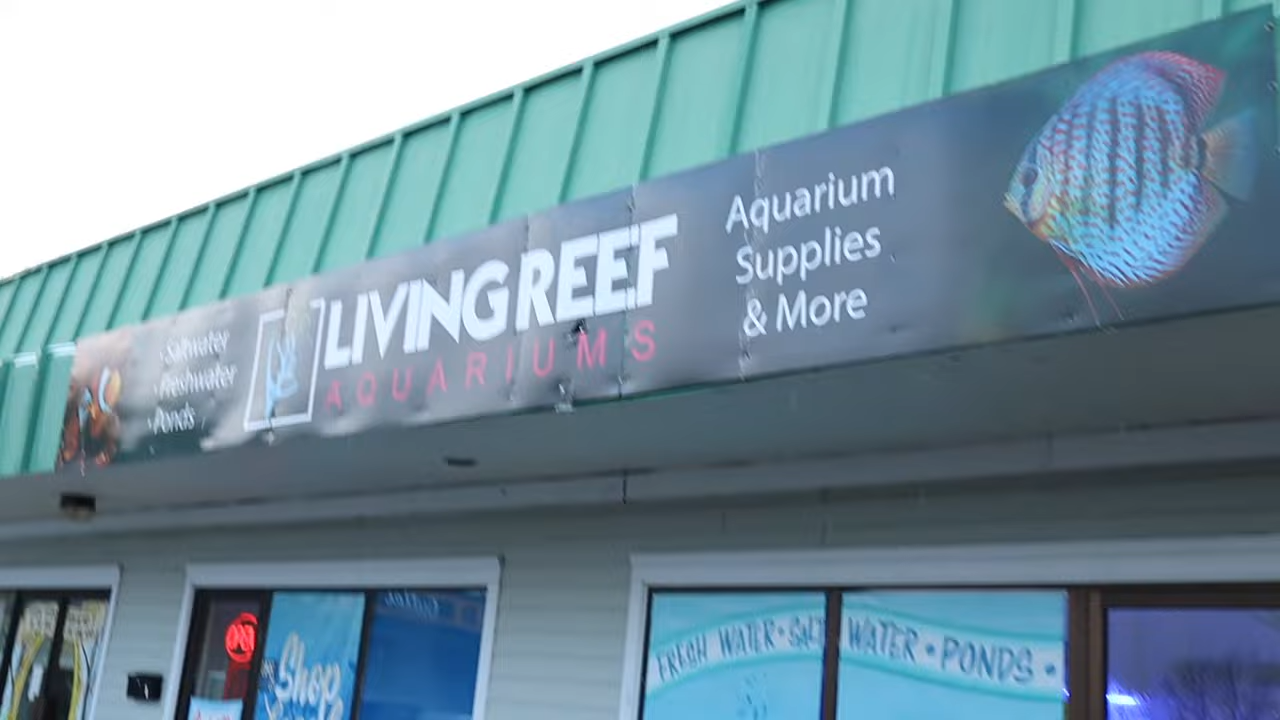 ·Saltwater
·Freshwater
·Ponds
LIVING REEF
AQUARIUMS
Aquarium
Supplies
& More
Shop
FRESH WATER • SALT WATER • PONDS •